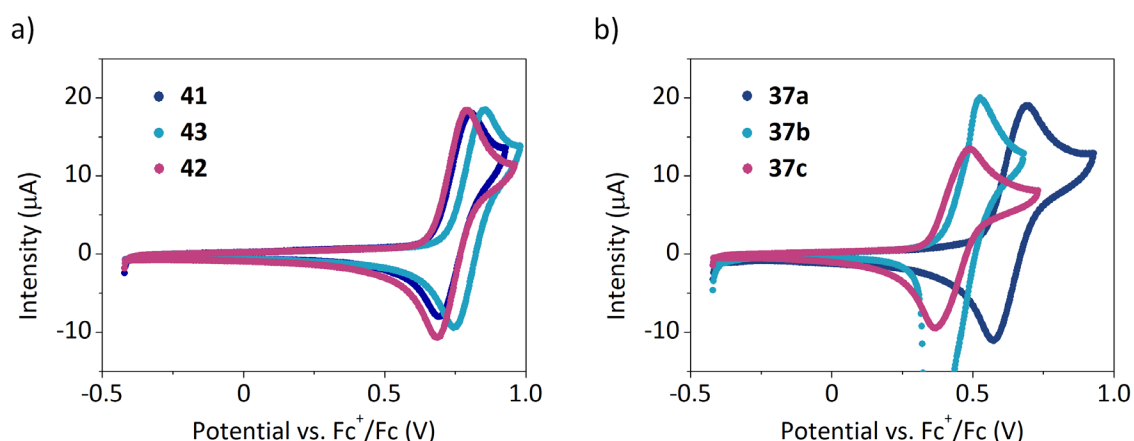 a)
20
10
0
-10
-0.5
0
0.5
1.0
Intensity (µA)
Potential vs. Fc⁺/Fc (V)
41
43
42
b)
20
10
0
-10
-0.5
0
0.5
1.0
Intensity (µA)
Potential vs. Fc⁺/Fc (V)
37a
37b
37c